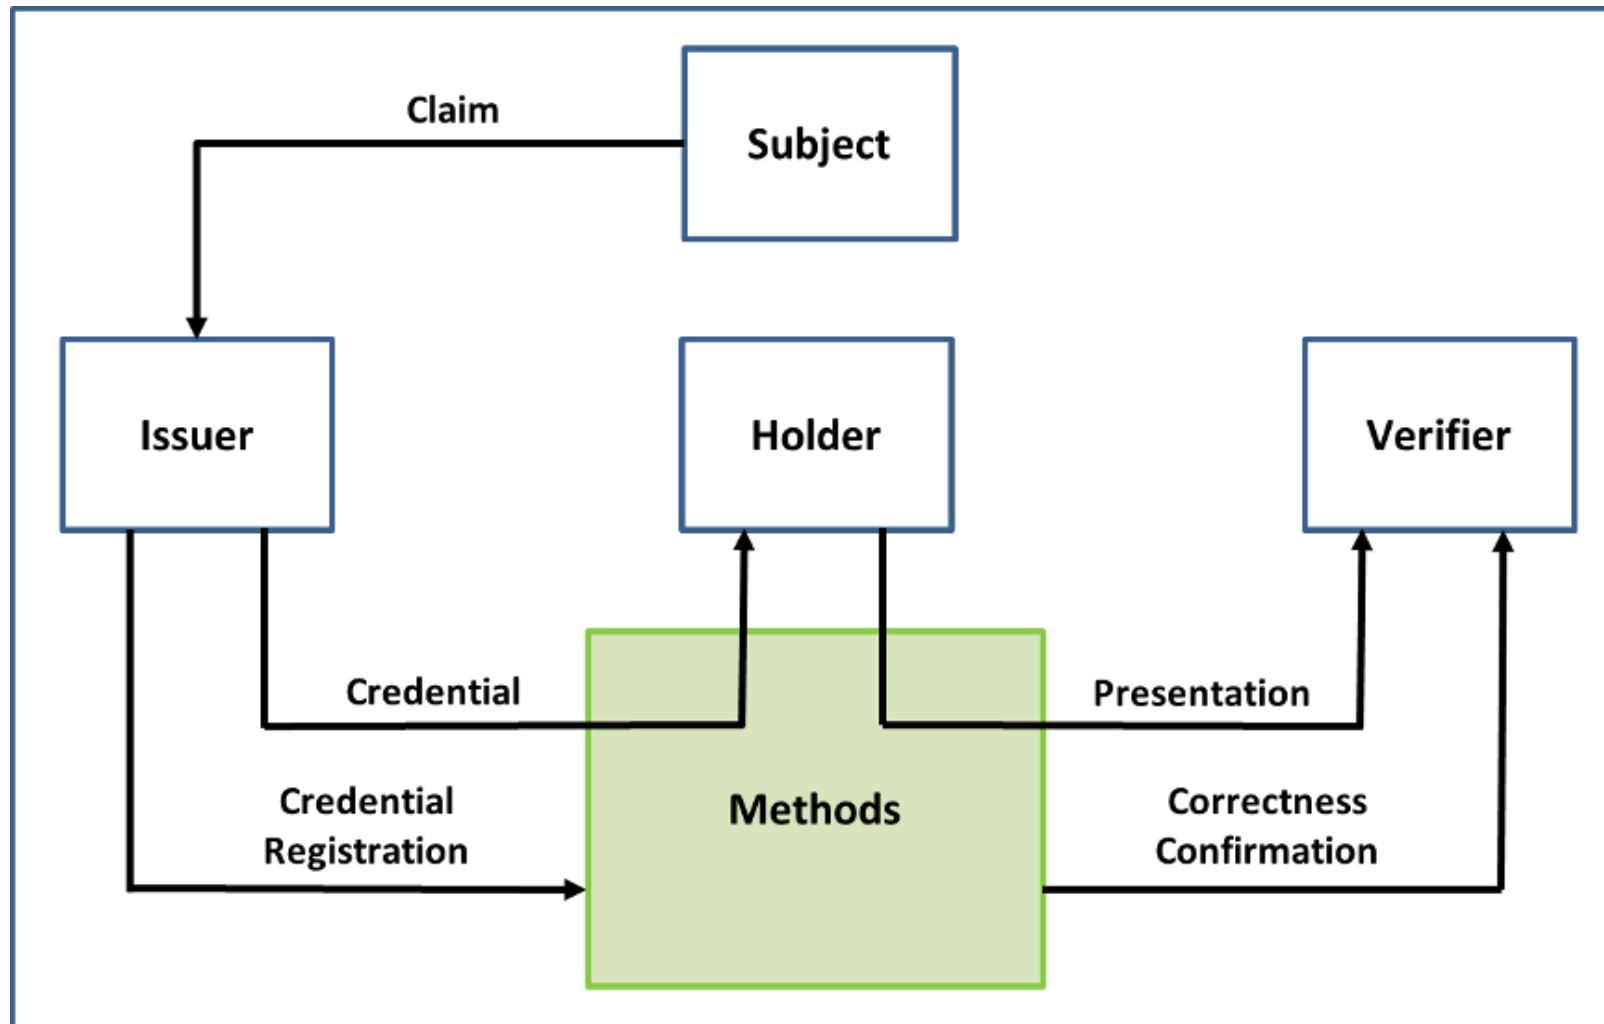 Claim
Subject
Issuer
Holder
Verifier
Credential
Presentation
Credential
Registration
Methods
Correctness
Confirmation